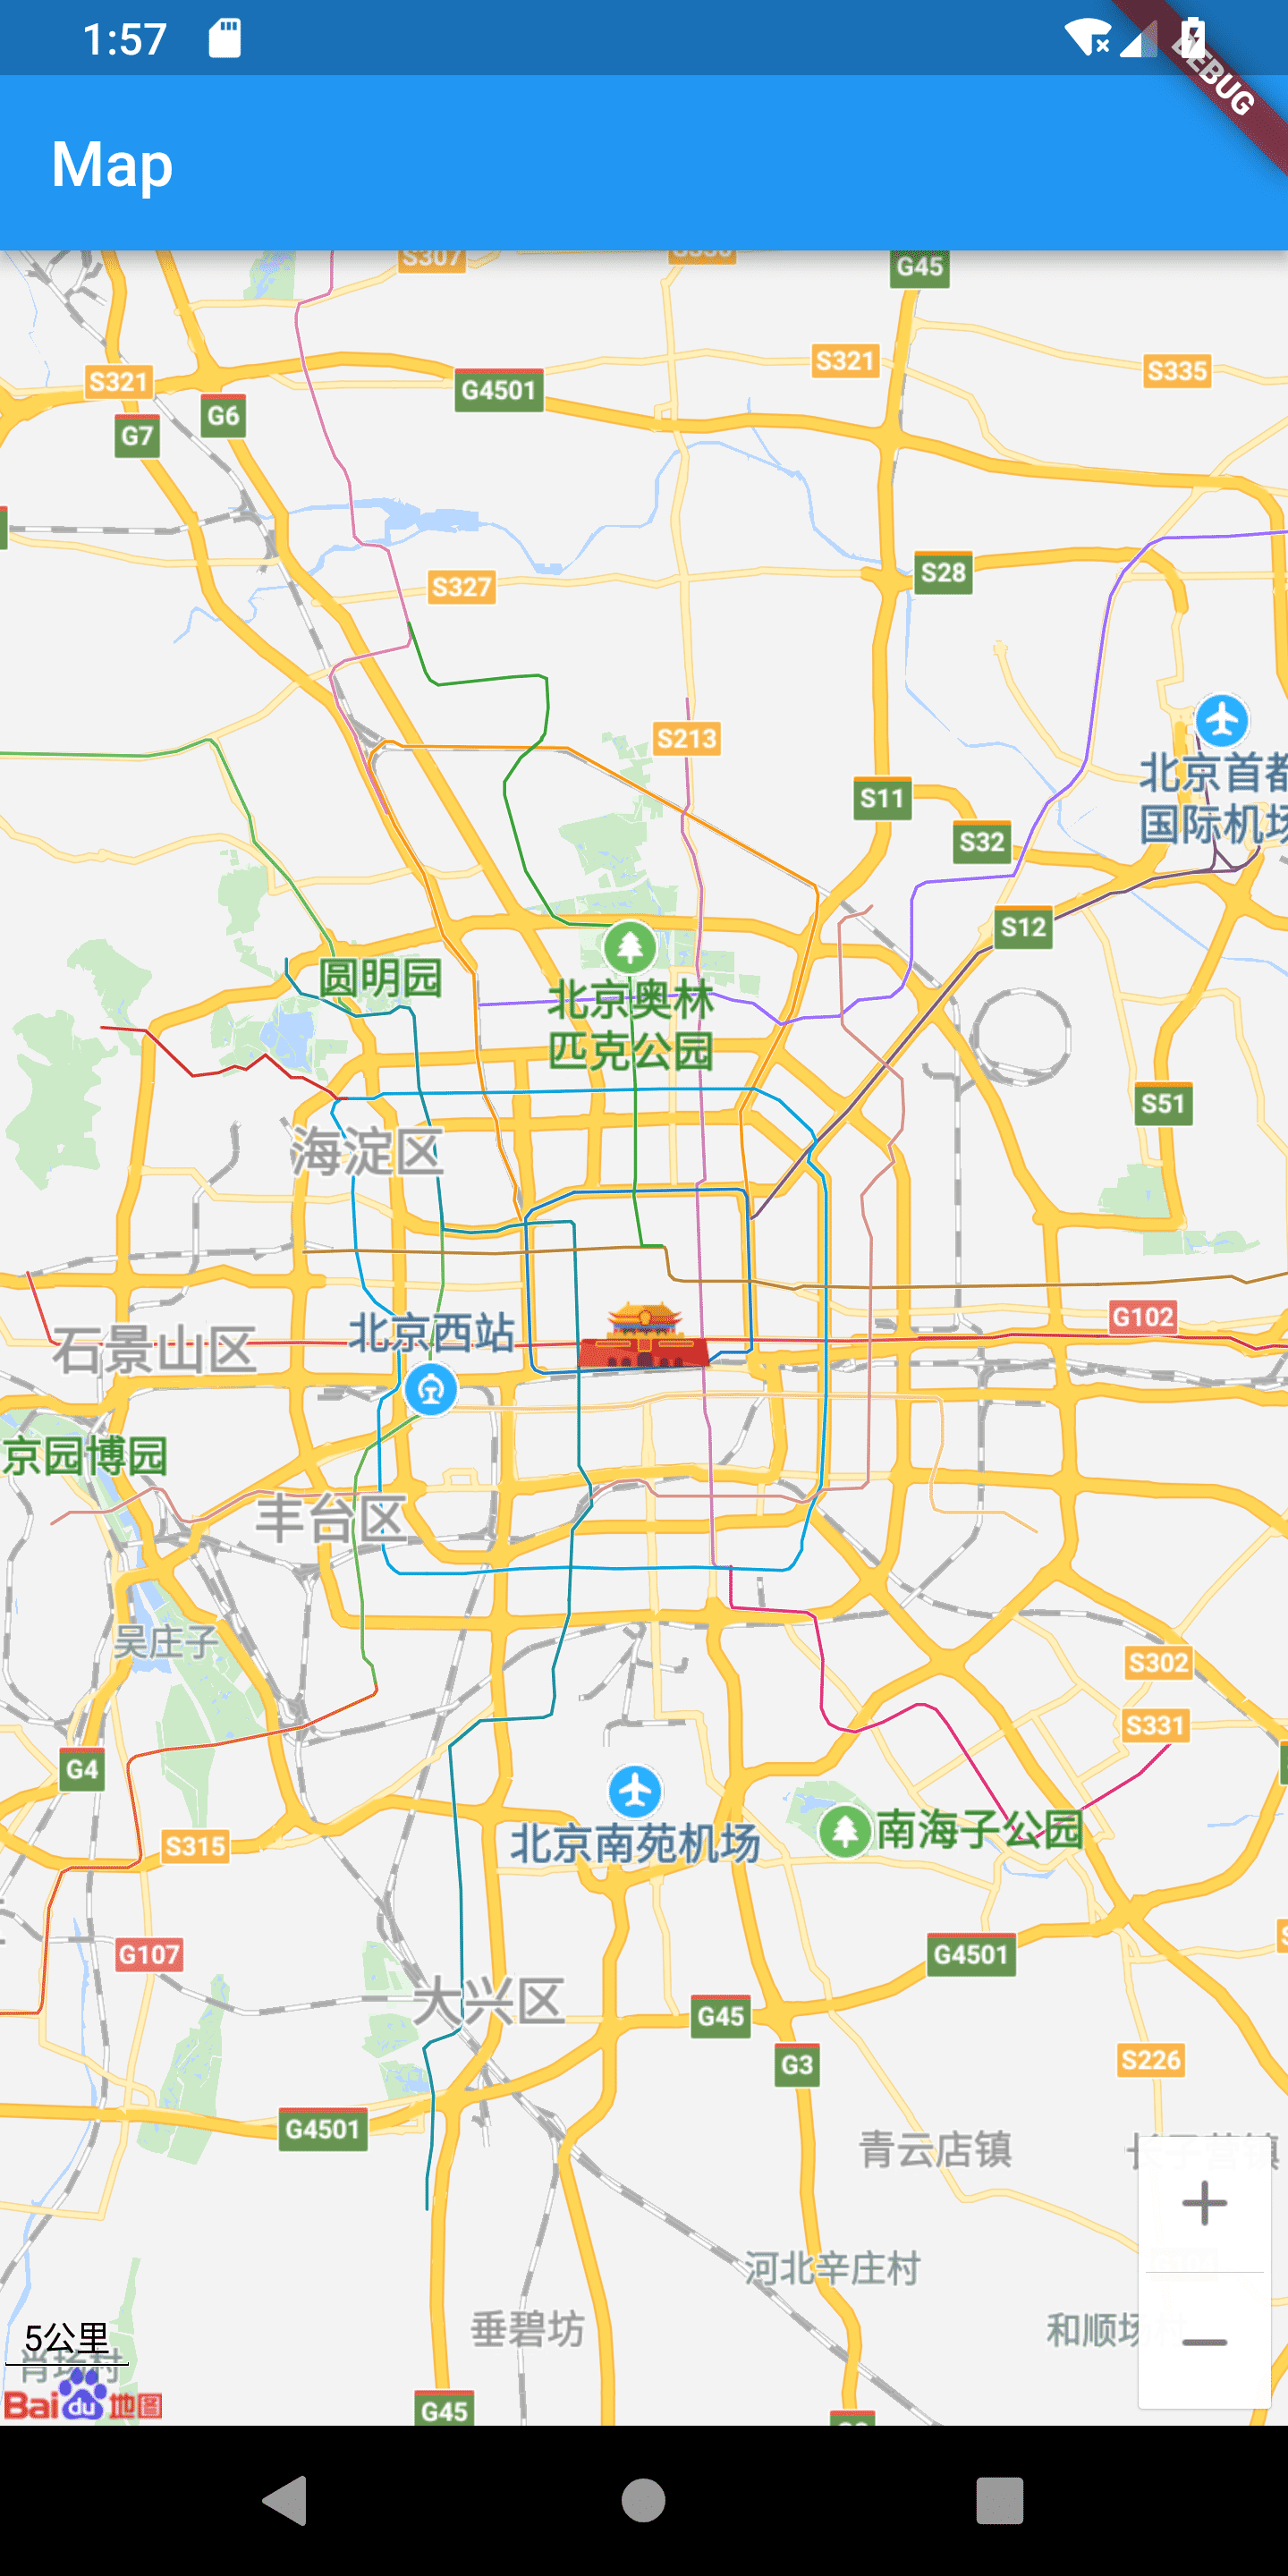 1:57
DEBUG
Map
S307
G45
S321
S335
S321
G4501
G6
G7
S28
S327
S213
北京首都
国际机场
S11
S32
S12
圆明园
北京奥林
匹克公园
S51
海淀区
G102
北京西站
石景山区
京园博园
丰台区
吴庄子
S302
S331
G4
南海子公园
北京南苑机场
S315
G107
G4501
大兴区
G45
G3
S226
G4501
青云店镇
河北辛庄村
垂碧坊
和顺场村
5公里
Bai du 地图
G45